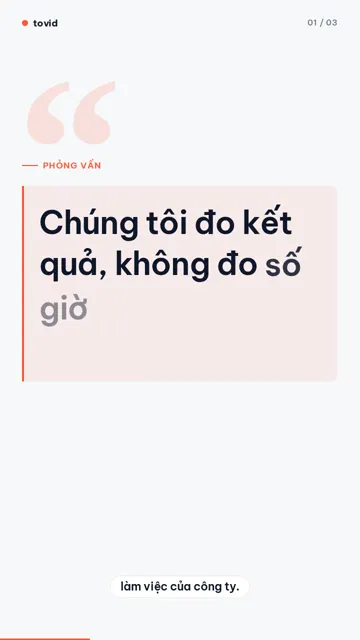 tovid
01 / 03
PHỎNG VẤN
Chúng tôi đo kết
quả, không đo số
giờ
làm việc của công ty.